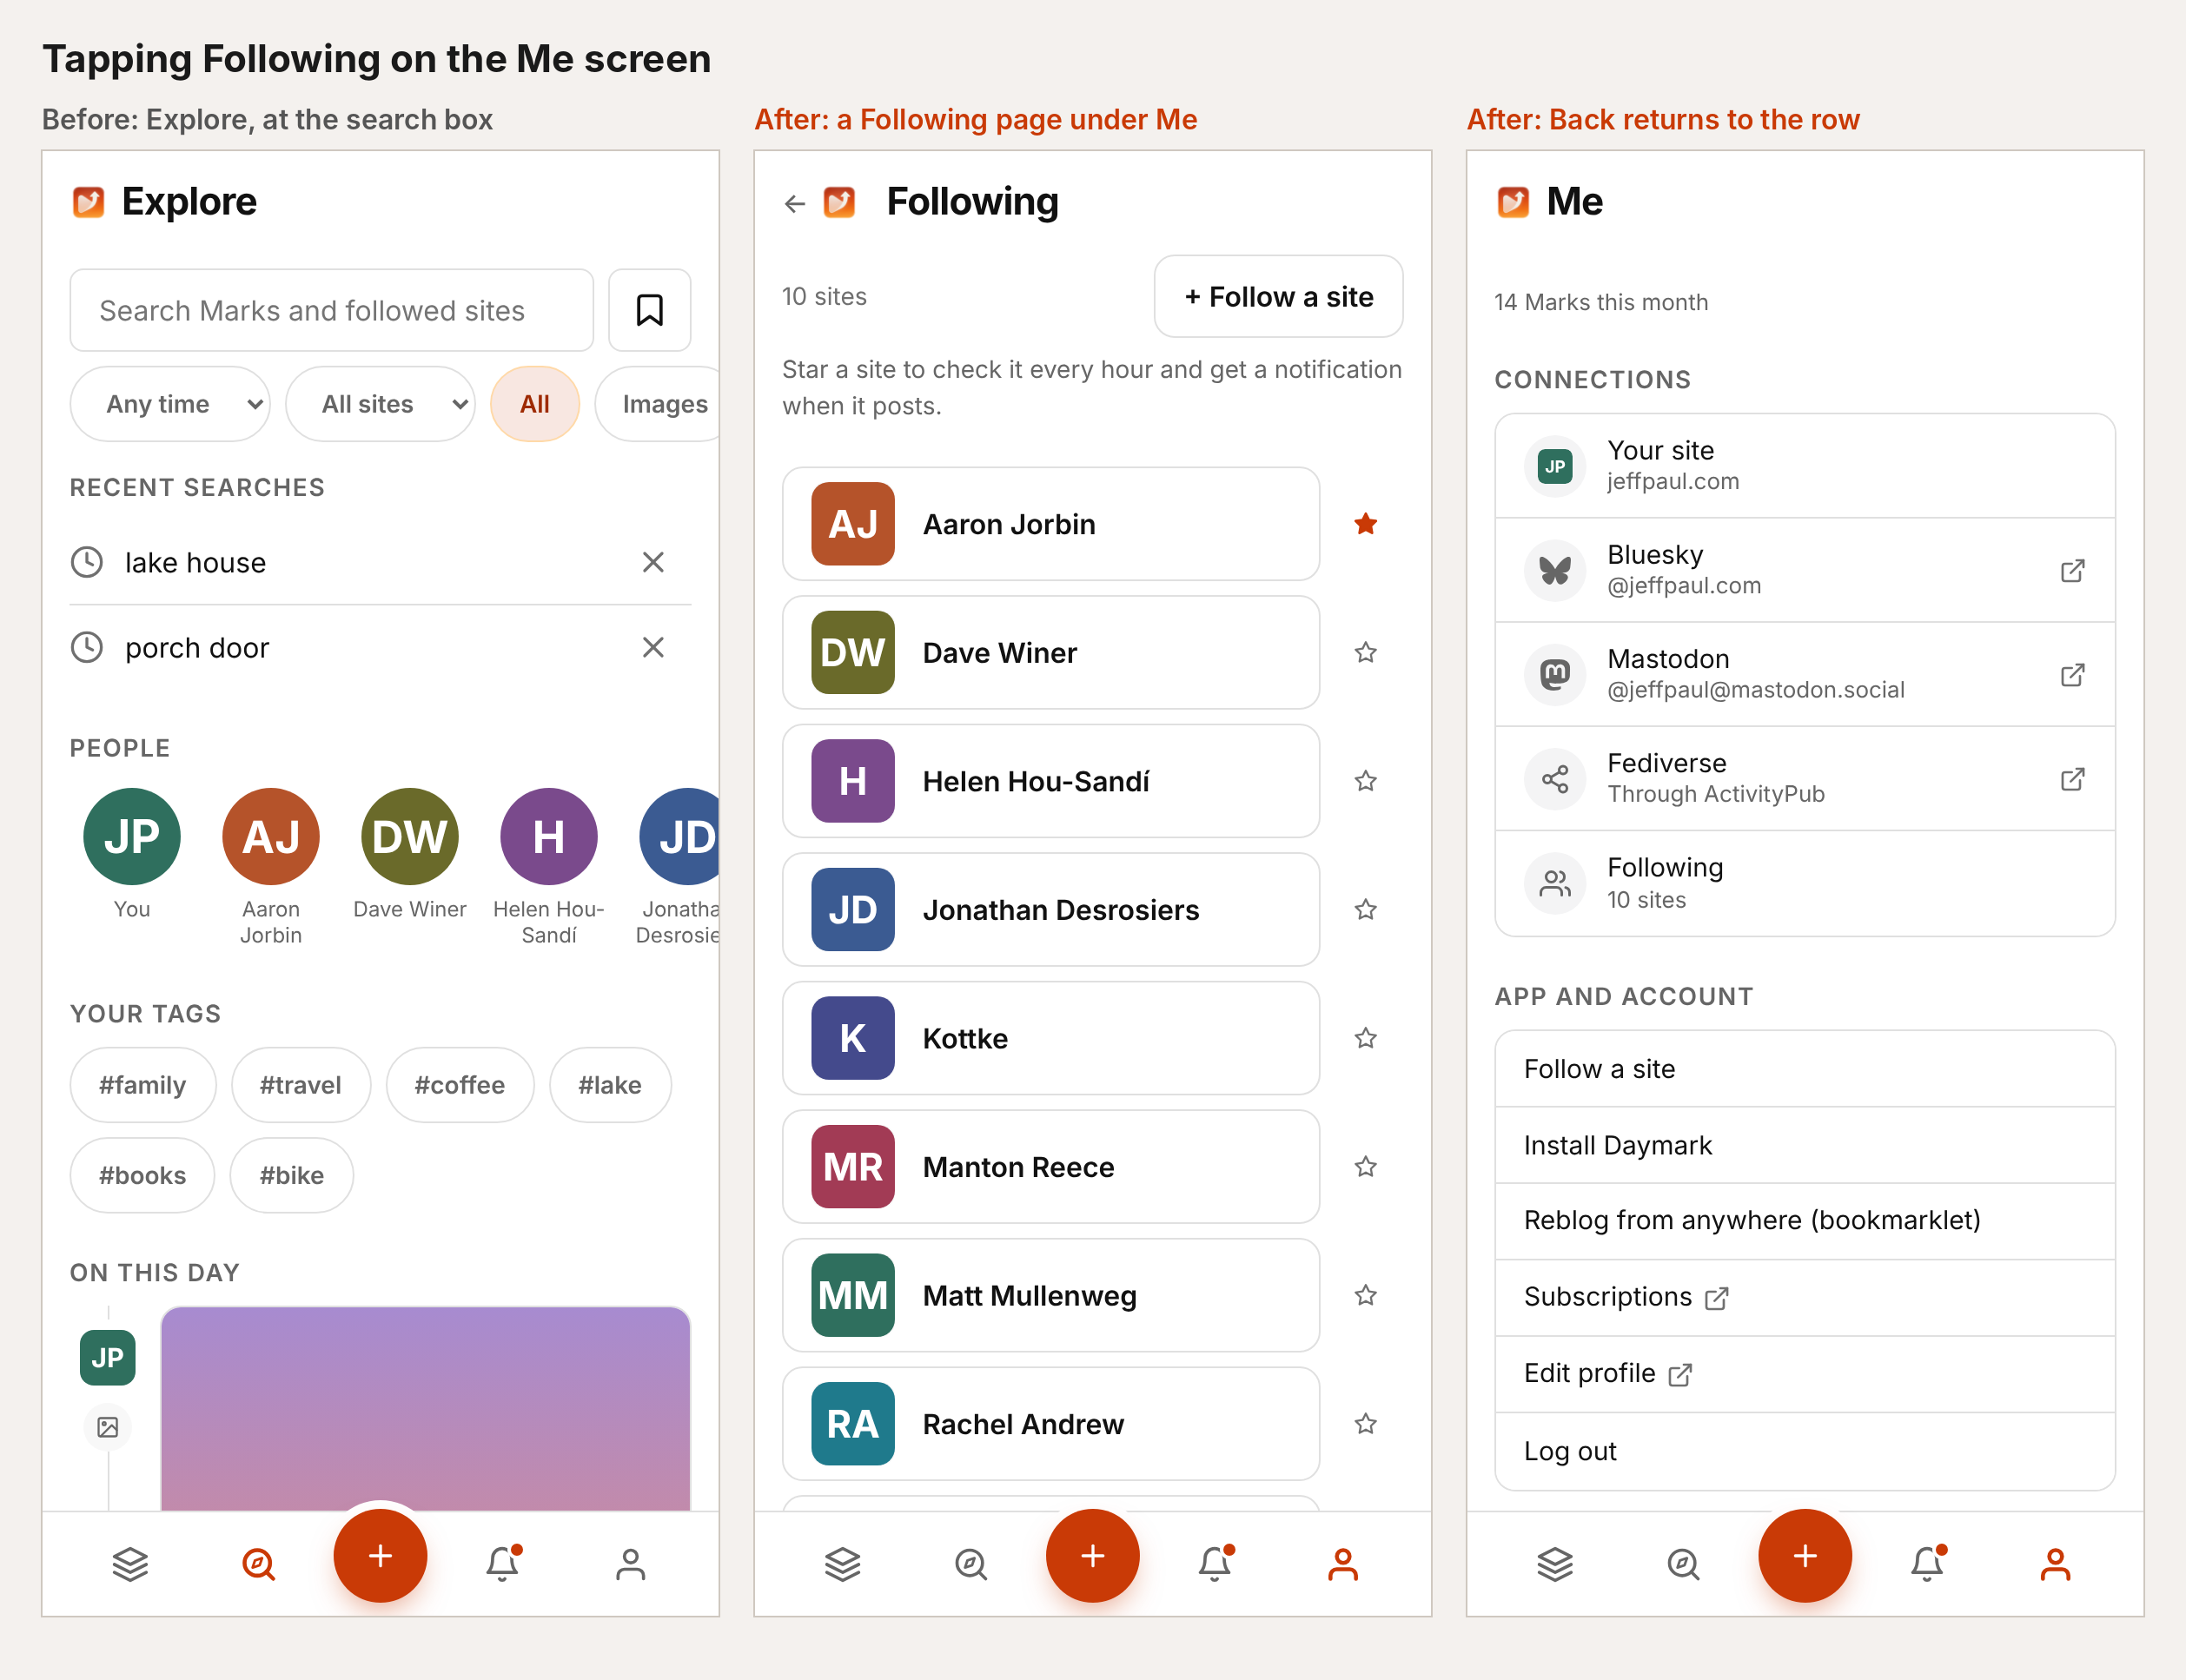 Tapping Following on the Me screen
Before: Explore, at the search box
Explore
Search Marks and followed sites
Any time
All sites
All
Images
RECENT SEARCHES
lake house
porch door
PEOPLE
JP
AJ
DW
H
JD
You
Aaron
Jorbin
Dave Winer
Helen Hou-
Sandí
Jonatha
Desrosie
YOUR TAGS
#family
#travel
#coffee
#lake
#books
#bike
ON THIS DAY
JP
After: a Following page under Me
Following
10 sites
+ Follow a site
Star a site to check it every hour and get a notification
when it posts.
AJ
Aaron Jorbin
DW
Dave Winer
H
Helen Hou-Sandí
JD
Jonathan Desrosiers
K
Kottke
MR
Manton Reece
MM
Matt Mullenweg
RA
Rachel Andrew
After: Back returns to the row
Me
14 Marks this month
CONNECTIONS
JP
Your site
jeffpaul.com
Bluesky
@jeffpaul.com
Mastodon
@jeffpaul@mastodon.social
Fediverse
Through ActivityPub
Following
10 sites
APP AND ACCOUNT
Follow a site
Install Daymark
Reblog from anywhere (bookmarklet)
Subscriptions
Edit profile
Log out